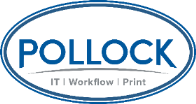 POLLOCK
IT | Workflow | Print